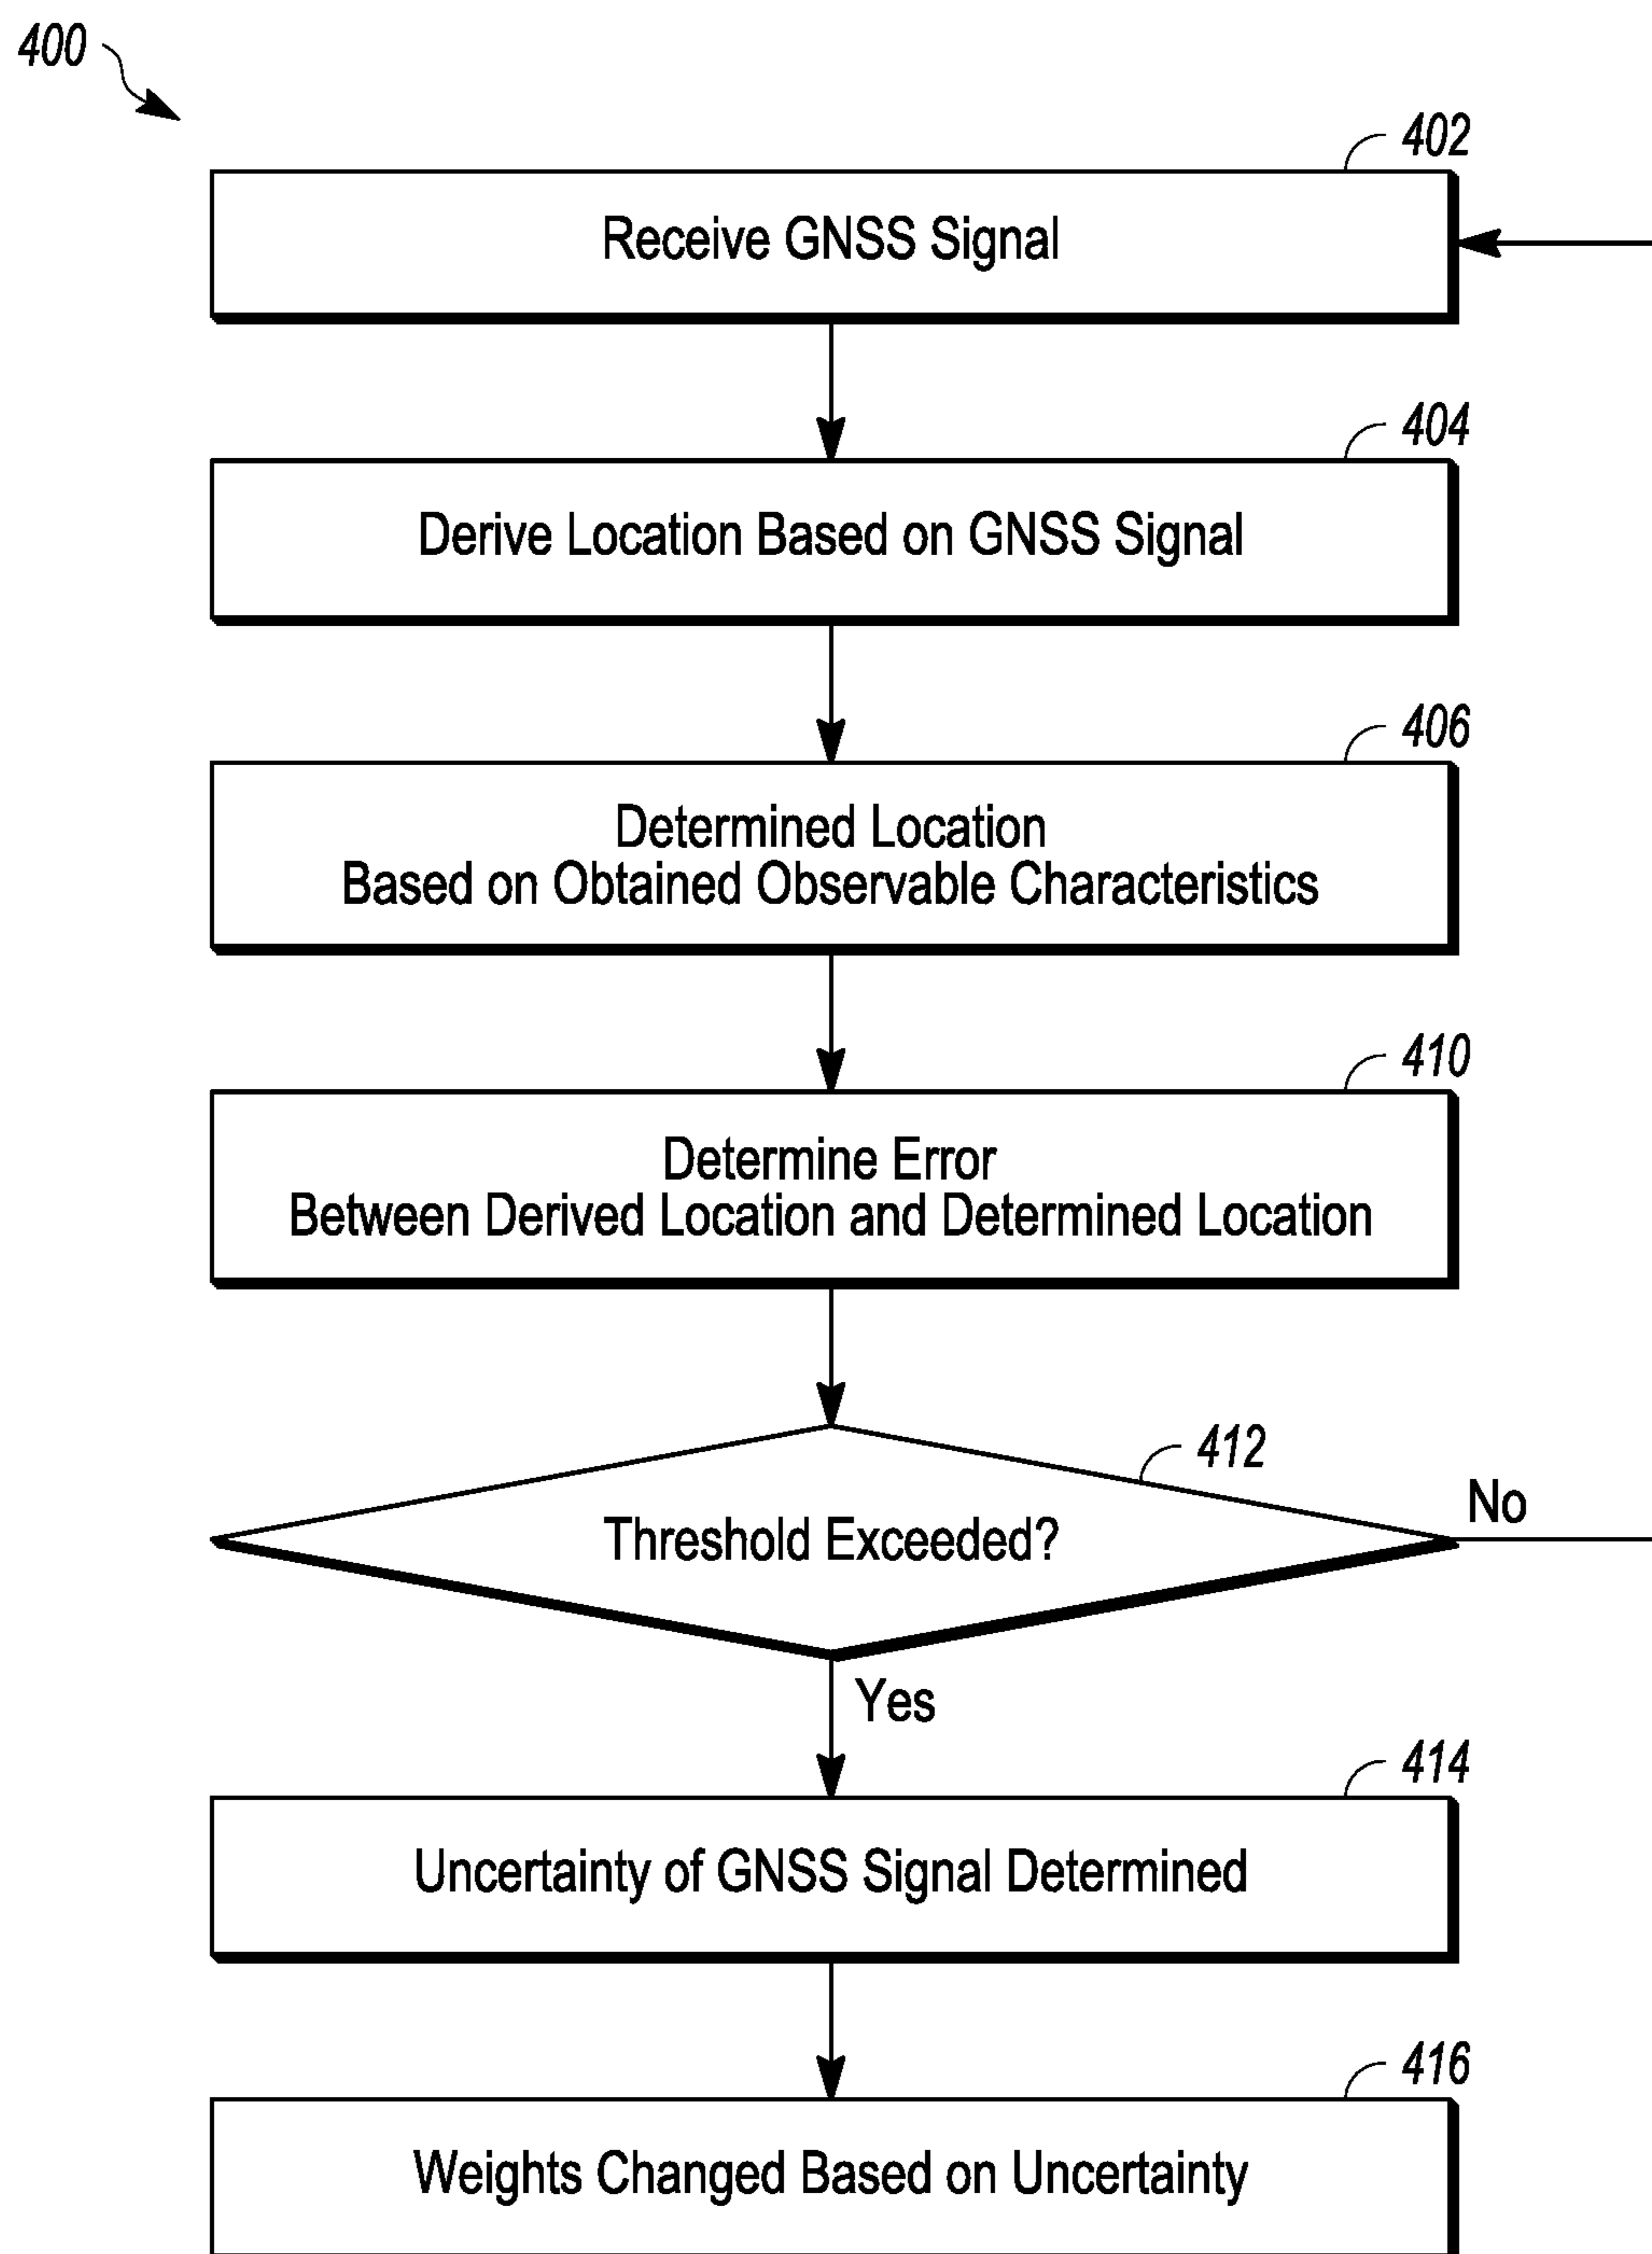 400
402
Receive GNSS Signal
404
Derive Location Based on GNSS Signal
406
Determined Location
Based on Obtained Observable Characteristics
410
Determine Error
Between Derived Location and Determined Location
412
Threshold Exceeded?
No
Yes
414
Uncertainty of GNSS Signal Determined
416
Weights Changed Based on Uncertainty